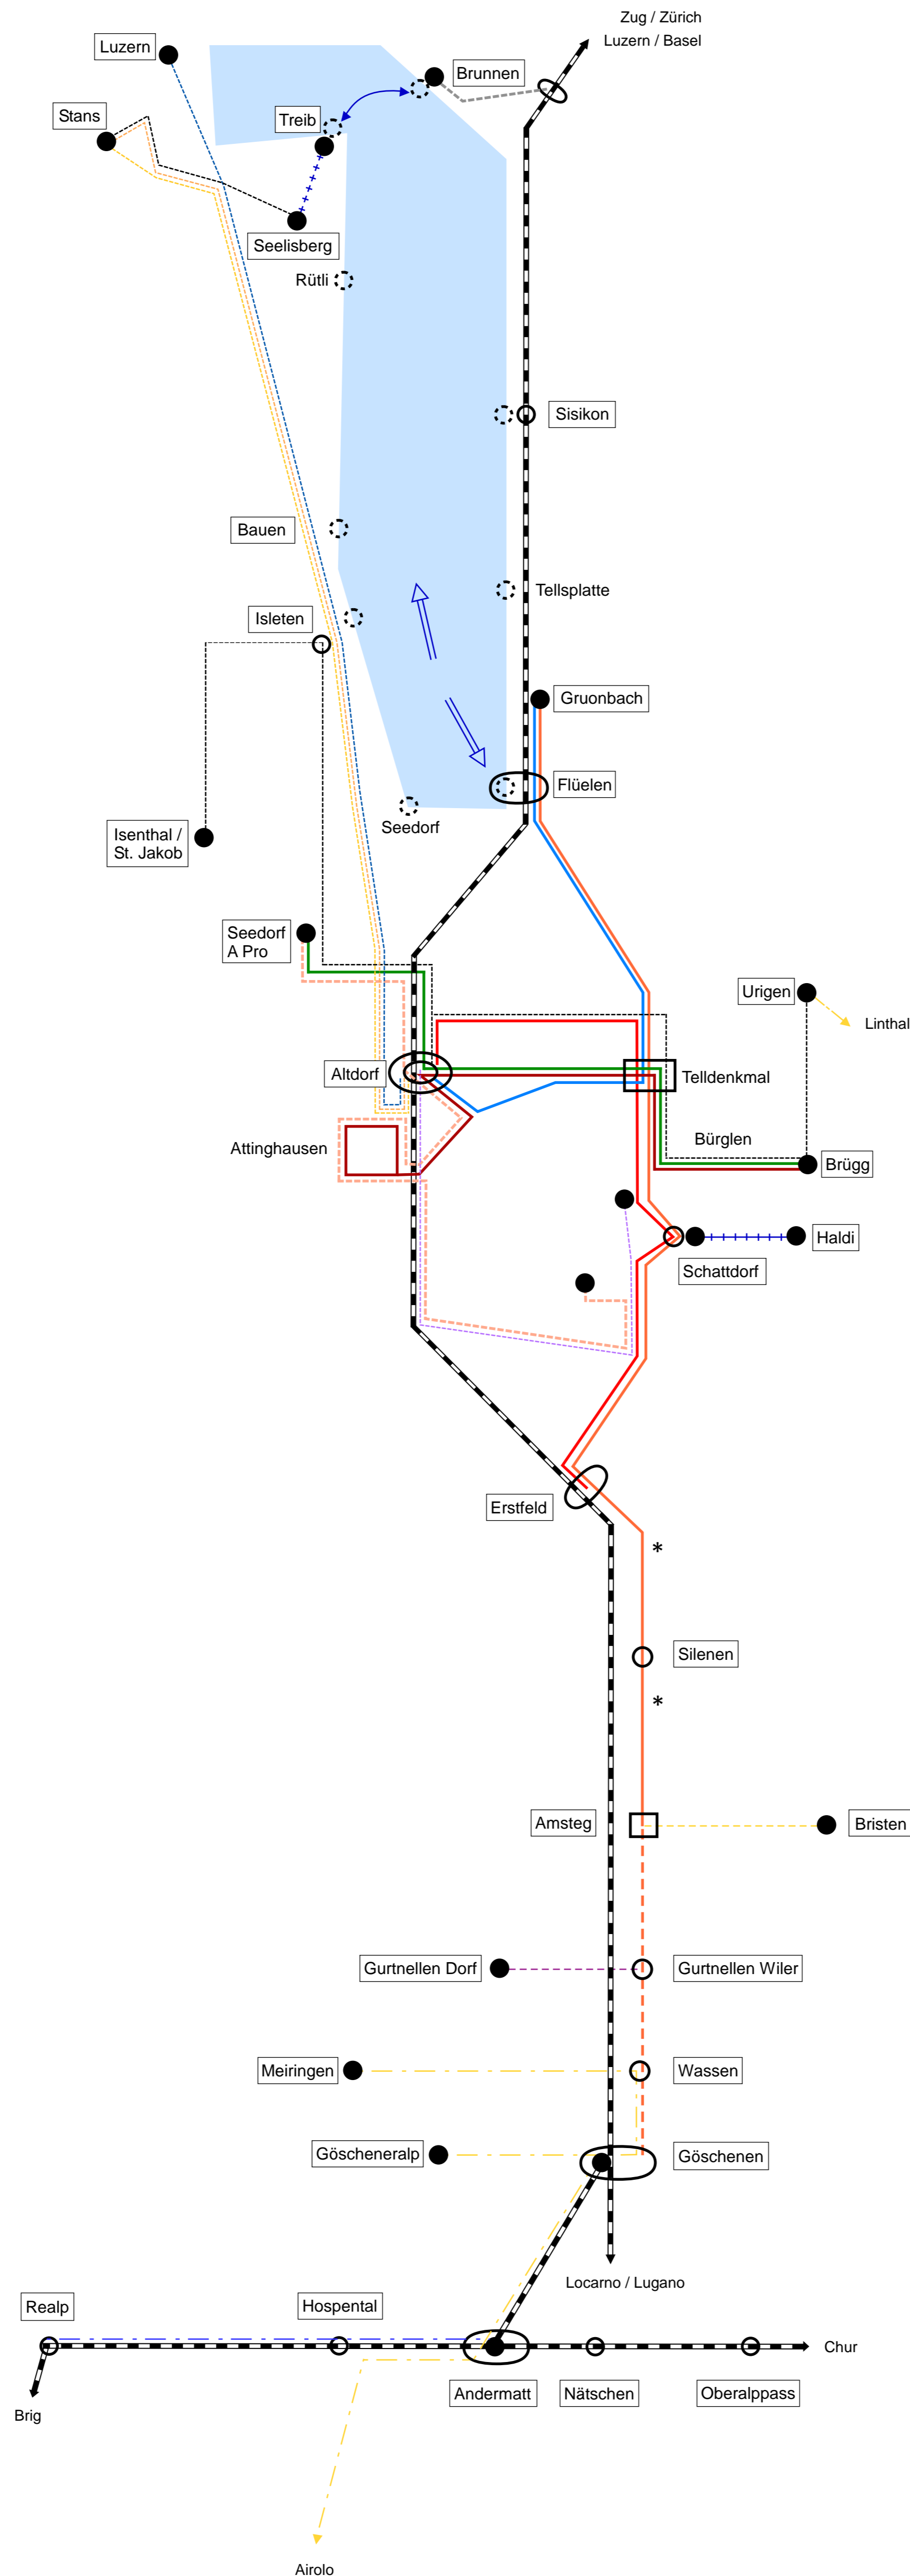 Zug / Zürich
Luzern / Basel
Luzern
Brunnen
Stans
Treib
Seelisberg
Rütli
Sisikon
Bauen
Tellsplatte
Isleten
Gruonbach
Flüelen
Seedorf
Isenthal /
St. Jakob
Seedorf
A Pro
Urigen
Linthal
Altdorf
Telldenkmal
Attinghausen
Bürglen
Brügg
Haldi
Schattdorf
Erstfeld
*
Silenen
*
Amsteg
Bristen
Gurtnellen Dorf
Gurtnellen Wiler
Meiringen
Wassen
Göscheneralp
Göschenen
Locarno / Lugano
Realp
Hospental
Chur
Andermatt
Nätschen
Oberalppass
Brig
Airolo